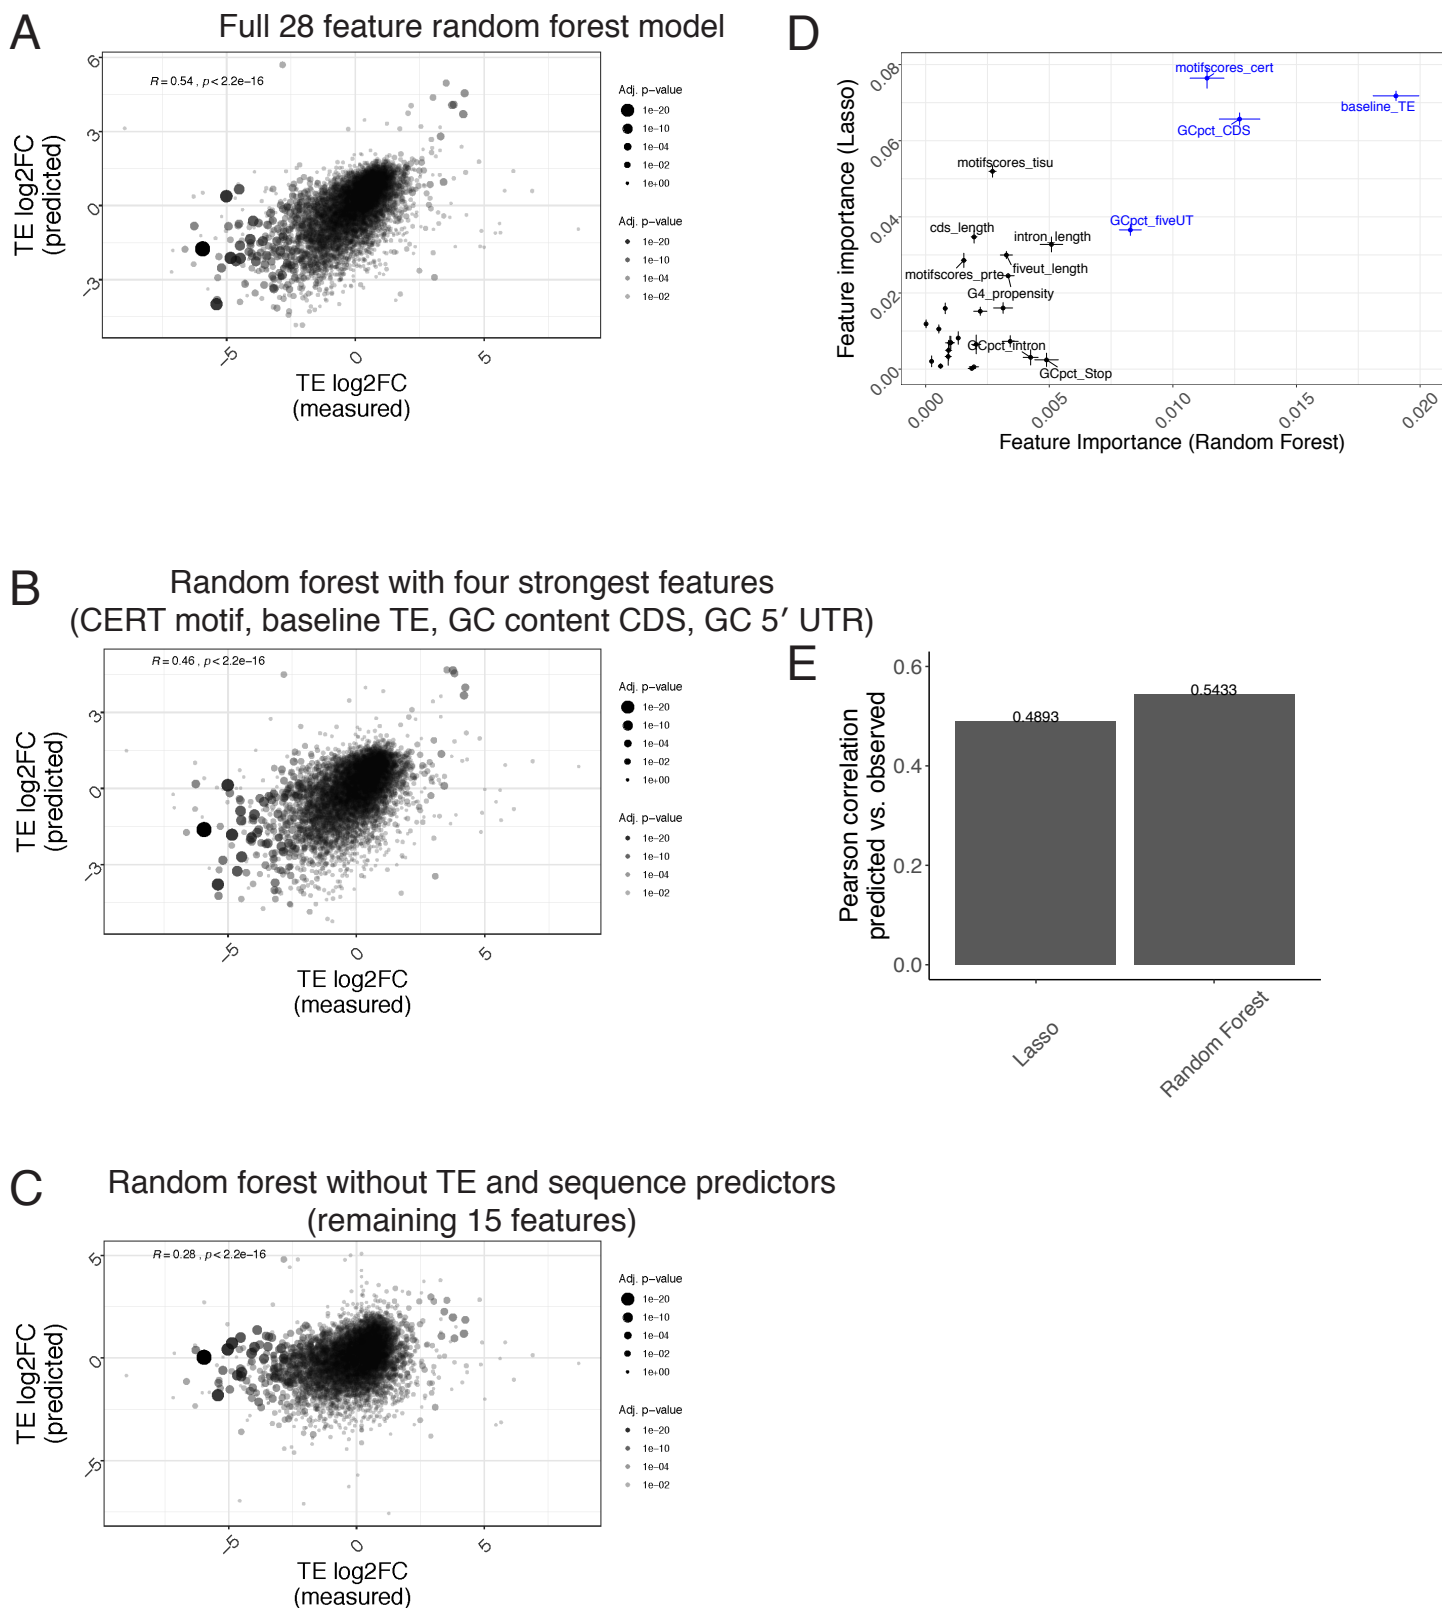 A
Full 28 feature random forest model
R = 0.54 , p < 2.2e−16
6
3
0
−3
TE log2FC
(predicted)
−5
0
5
TE log2FC
(measured)
Adj. p−value
1e−20
1e−10
1e−04
1e−02
1e+00
Adj. p−value
1e−20
1e−10
1e−04
1e−02
D
Feature importance (Lasso)
0.08
0.06
0.04
0.02
0.00
motifscores_cert
baseline_TE
GCpct_CDS
motifscores_tisu
GCpct_fiveUT
cds_length
intron_length
fiveut_length
motifscores_prte
G4_propensity
GCpct_intron
GCpct_Stop
0.000
0.005
0.010
0.015
0.020
Feature Importance (Random Forest)
B
Random forest with four strongest features
(CERT motif, baseline TE, GC content CDS, GC 5′ UTR)
R = 0.46 , p < 2.2e−16
3
0
−3
TE log2FC
(predicted)
−5
0
5
TE log2FC
(measured)
Adj. p−value
1e−20
1e−10
1e−04
1e−02
1e+00
Adj. p−value
1e−20
1e−10
1e−04
1e−02
E
Pearson correlation
predicted vs. observed
0.6
0.4
0.2
0.0
0.4893
0.5433
Lasso
Random Forest
C
Random forest without TE and sequence predictors
(remaining 15 features)
R = 0.28 , p < 2.2e−16
5
0
−5
TE log2FC
(predicted)
−5
0
5
TE log2FC
(measured)
Adj. p−value
1e−20
1e−10
1e−04
1e−02
1e+00
Adj. p−value
1e−20
1e−10
1e−04
1e−02